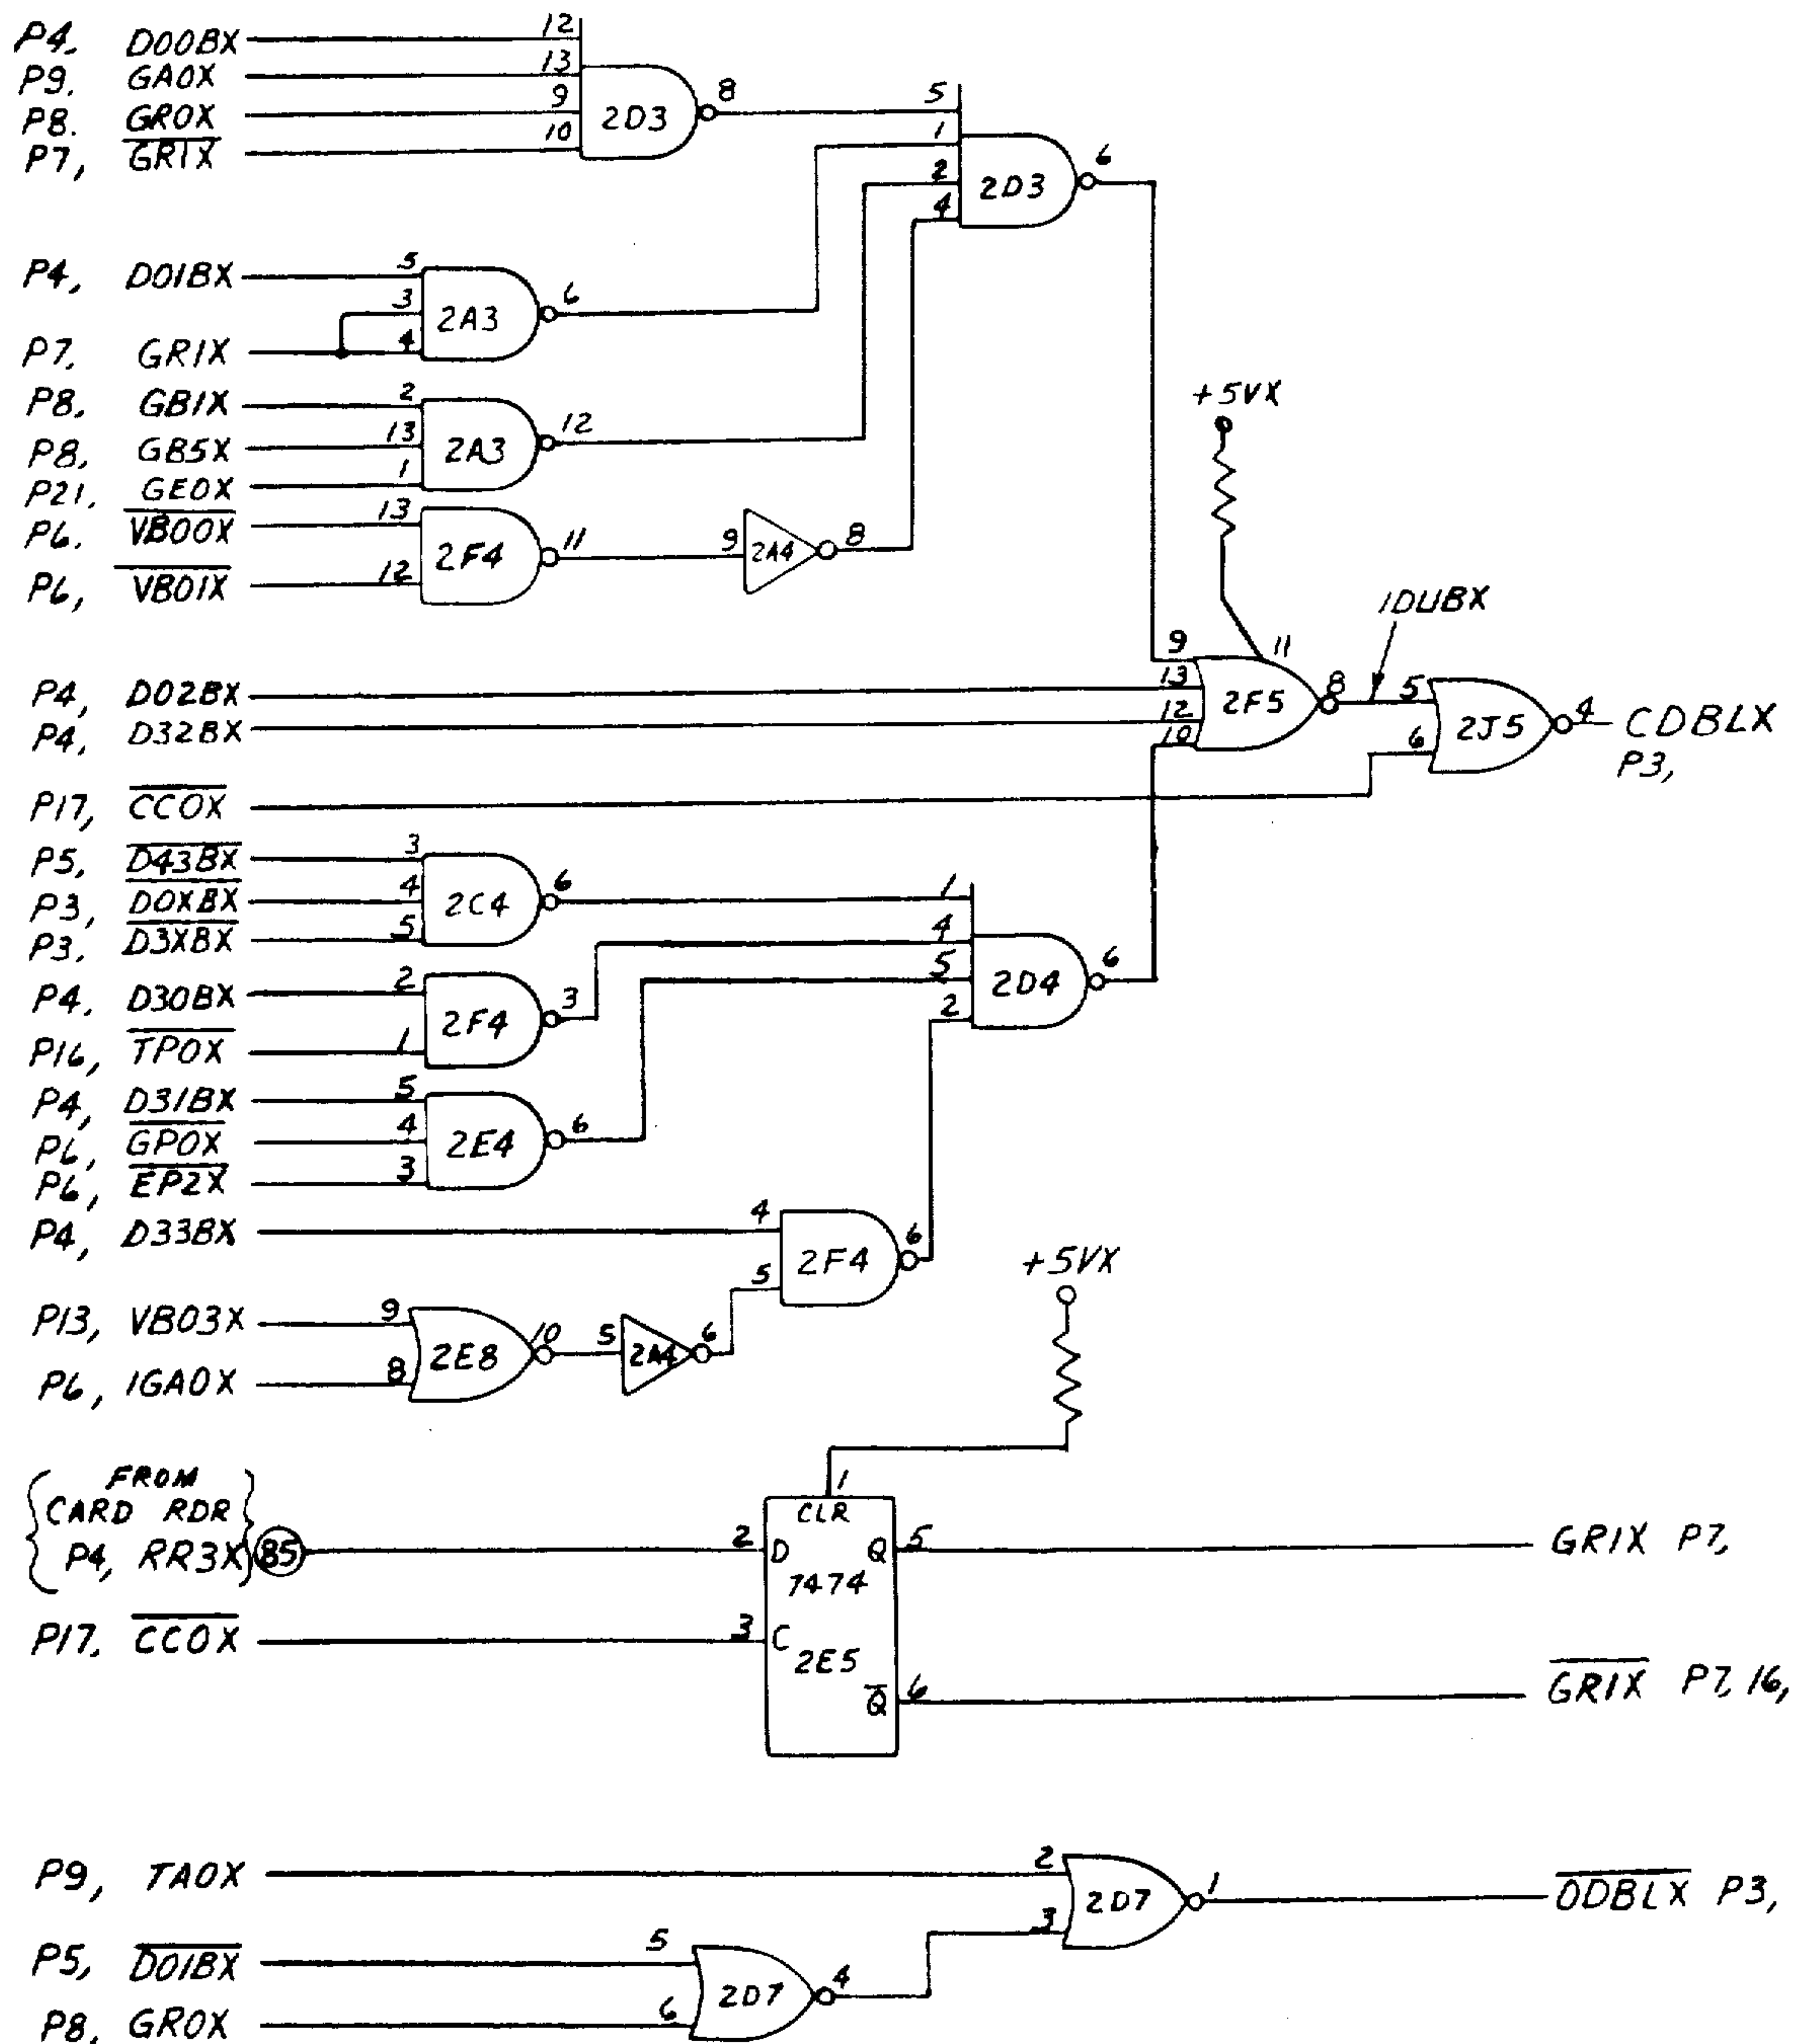 P4, D00BX 12
P9. GA0X 13
P8. GR0X 9
P7, GR1X 10
2D3 8
5
1
2
4
2D3 6
P4, D01BX 5
3
P7, GR1X 4
2A3 6
P8, GB1X 2
P8, GB5X 13
P21. GE0X 1
2A3 12
P6. VB00X 13
P6, VB01X 12
2F4 11
9 2A4 8
+5VX
11
1DUBX
P4, D02BX
P4, D32BX
9
13
12
10
2F5 8
5
6
2J5 4 CDBLX
P3,
P17, CC0X
P5, D43BX 3
P3, D0XBX 4
P3. D3XBX 5
2C4 6
1
4
5
2
2D4 6
P4, D30BX 2
P16, TP0X 1
2F4 3
P4, D31BX 5
P6, GP0X 4
P6, EP2X 3
2E4 6
P4, D33BX 4
5
2F4 6
P13, VB03X 9
P6, 1GA0X 8
2E8 10
5 2A4 6
+5VX
FROM
CARD RDR
P4, RR3X 85
1
CLR
2 D Q 5 GR1X P7,
7474
P17, CC0X 3 C
2E5
Q 6 GR1X P7, 16,
P9, TA0X 2
3
2D7 1 ODBLX P3,
P5, D01BX 5
P8, GR0X 6
2D7 4